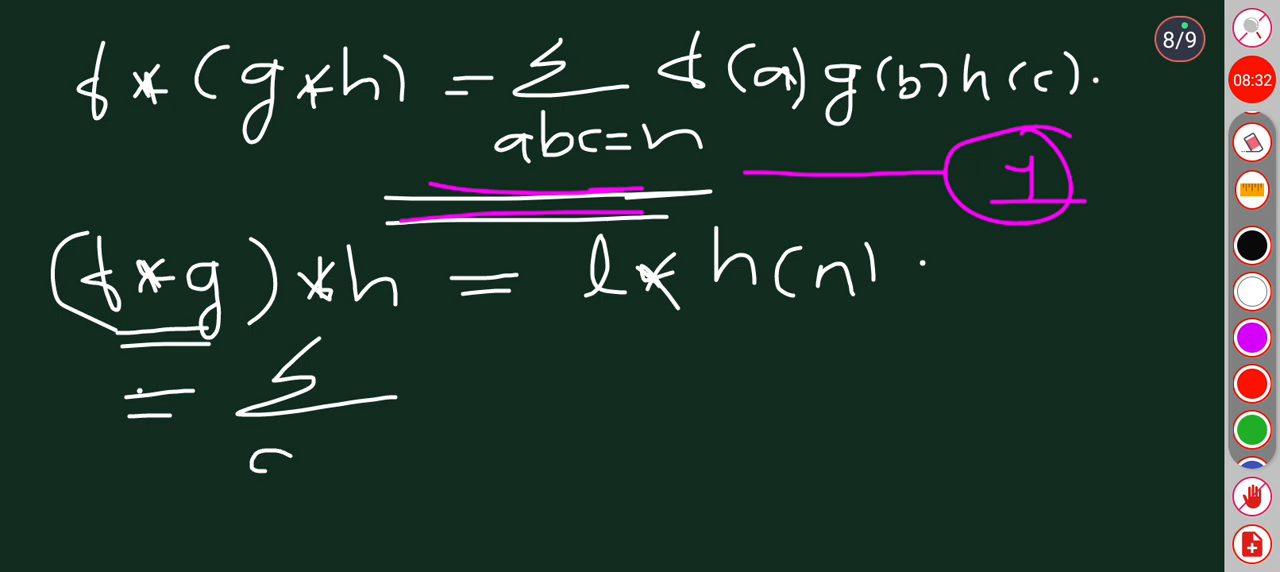 f * (g * h) = Σ f(a) g(b) h(c).
abc = n
1
(f * g) * h = l * h(n).
= Σ
c
8/9
08:32